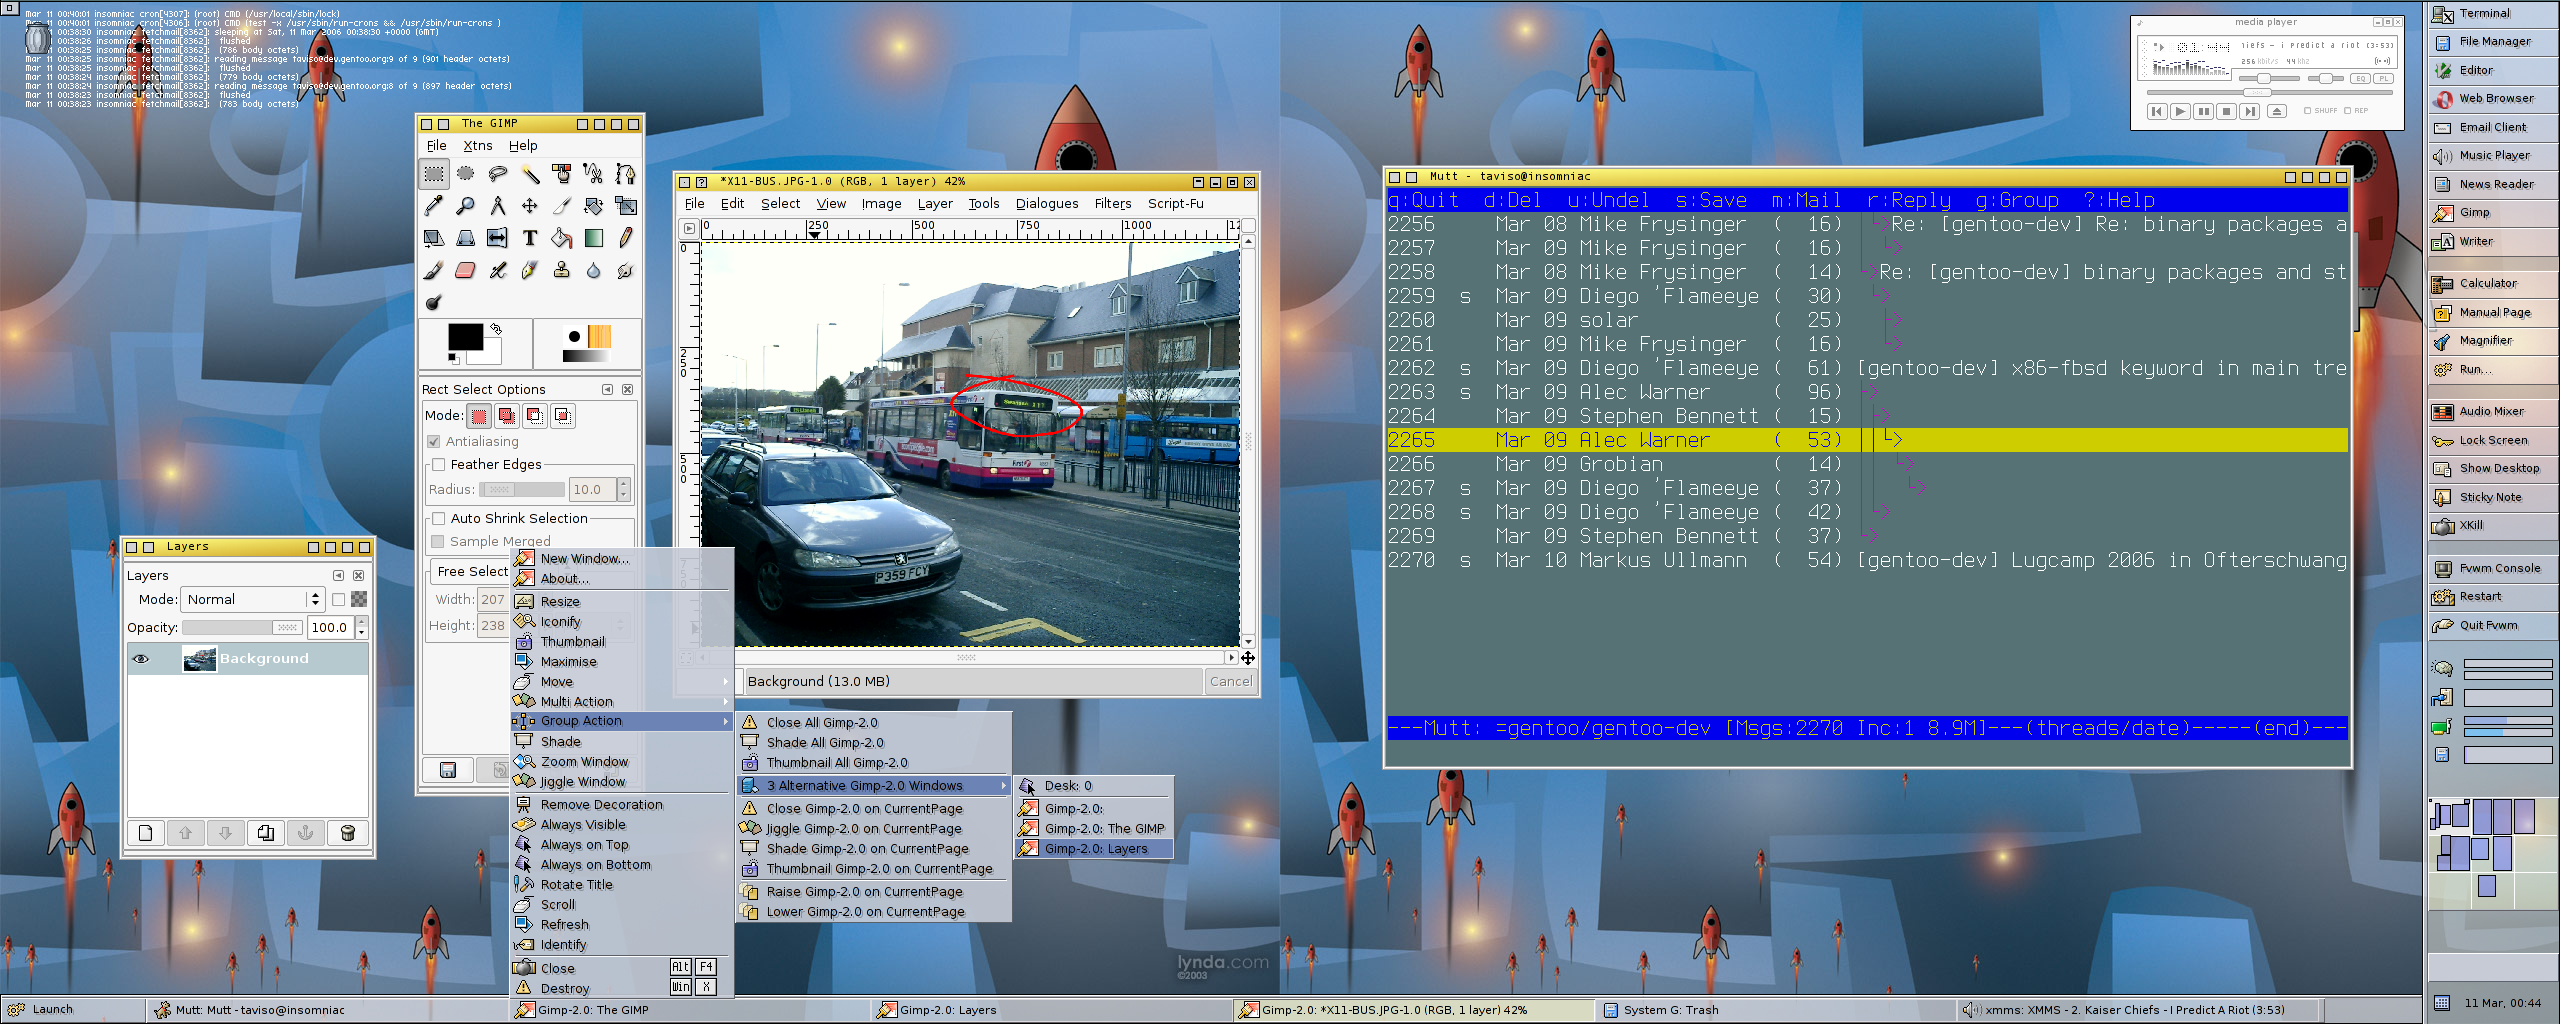 Mar 11 00:40:01 insomniac cron[4307]: (root) CMD (/usr/local/sbin/lock)
Mar 11 00:40:01 insomniac cron[4306]: (root) CMD (test -x /usr/sbin/run-crons && /usr/sbin/run-crons )
Mar 11 00:38:30 insomniac fetchmail[8362]: sleeping at Sat, 11 Mar 2006 00:38:30 +0000 (GMT)
Mar 11 00:38:26 insomniac fetchmail[8362]: flushed
Mar 11 00:38:25 insomniac fetchmail[8362]: (786 body octets)
Mar 11 00:38:25 insomniac fetchmail[8362]: reading message taviso@dev.gentoo.org:9 of 9 (901 header octets)
Mar 11 00:38:25 insomniac fetchmail[8362]: flushed
Mar 11 00:38:24 insomniac fetchmail[8362]: (779 body octets)
Mar 11 00:38:24 insomniac fetchmail[8362]: reading message taviso@dev.gentoo.org:8 of 9 (897 header octets)
Mar 11 00:38:23 insomniac fetchmail[8362]: flushed
Mar 11 00:38:23 insomniac fetchmail[8362]: (783 body octets)
The GIMP
File Xtns Help
Rect Select Options
Mode:
Antialiasing
Feather Edges
Radius: 10.0
Auto Shrink Selection
Sample Merged
Free Select
Width: 207
Height: 238
Layers
Layers
Mode: Normal
Opacity: 100.0
Background
*X11-BUS.JPG-1.0 (RGB, 1 layer) 42%
File Edit Select View Image Layer Tools Dialogues Filters Script-Fu
0 250 500 750 1000
0
250
500
First
P359 FCY
Background (13.0 MB) Cancel
New Window...
About...
Resize
Iconify
Thumbnail
Maximise
Move
Multi Action
Group Action
Shade
Zoom Window
Jiggle Window
Remove Decoration
Always Visible
Always on Top
Always on Bottom
Rotate Title
Scroll
Refresh
Identify
Close Alt F4
Destroy Win X
Close All Gimp-2.0
Shade All Gimp-2.0
Thumbnail All Gimp-2.0
3 Alternative Gimp-2.0 Windows
Close Gimp-2.0 on CurrentPage
Jiggle Gimp-2.0 on CurrentPage
Shade Gimp-2.0 on CurrentPage
Thumbnail Gimp-2.0 on CurrentPage
Raise Gimp-2.0 on CurrentPage
Lower Gimp-2.0 on CurrentPage
Desk: 0
Gimp-2.0:
Gimp-2.0: The GIMP
Gimp-2.0: Layers
lynda.com
©2003
media player
01:44 hiefs - i Predict A riot (3:53)
256 kbit/s 44 khz
EQ PL
SHUFF REP
Mutt - taviso@insomniac
q:Quit d:Del u:Undel s:Save m:Mail r:Reply g:Group ?:Help
2256 Mar 08 Mike Frysinger ( 16) >Re: [gentoo-dev] Re: binary packages a
2257 Mar 09 Mike Frysinger ( 16) >
2258 Mar 08 Mike Frysinger ( 14) >Re: [gentoo-dev] binary packages and st
2259 s Mar 09 Diego 'Flameeye ( 30) >
2260 Mar 09 solar ( 25) >
2261 Mar 09 Mike Frysinger ( 16) >
2262 s Mar 09 Diego 'Flameeye ( 61) [gentoo-dev] x86-fbsd keyword in main tre
2263 s Mar 09 Alec Warner ( 96) >
2264 Mar 09 Stephen Bennett ( 15) >
2265 Mar 09 Alec Warner ( 53) >
2266 Mar 09 Grobian ( 14) >
2267 s Mar 09 Diego 'Flameeye ( 37) >
2268 s Mar 09 Diego 'Flameeye ( 42) >
2269 Mar 09 Stephen Bennett ( 37) >
2270 s Mar 10 Markus Ullmann ( 54) [gentoo-dev] Lugcamp 2006 in Ofterschwang
---Mutt: =gentoo/gentoo-dev [Msgs:2270 Inc:1 8.9M]---(threads/date)-----(end)---
Terminal
File Manager
Editor
Web Browser
Email Client
Music Player
News Reader
Gimp
Writer
Calculator
Manual Page
Magnifier
Run...
Audio Mixer
Lock Screen
Show Desktop
Sticky Note
XKill
Fvwm Console
Restart
Quit Fvwm
Launch
Mutt: Mutt - taviso@insomniac
Gimp-2.0: The GIMP
Gimp-2.0: Layers
Gimp-2.0: *X11-BUS.JPG-1.0 (RGB, 1 layer) 42%
System G: Trash
xmms: XMMS - 2. Kaiser Chiefs - I Predict A Riot (3:53)
11 Mar, 00:44